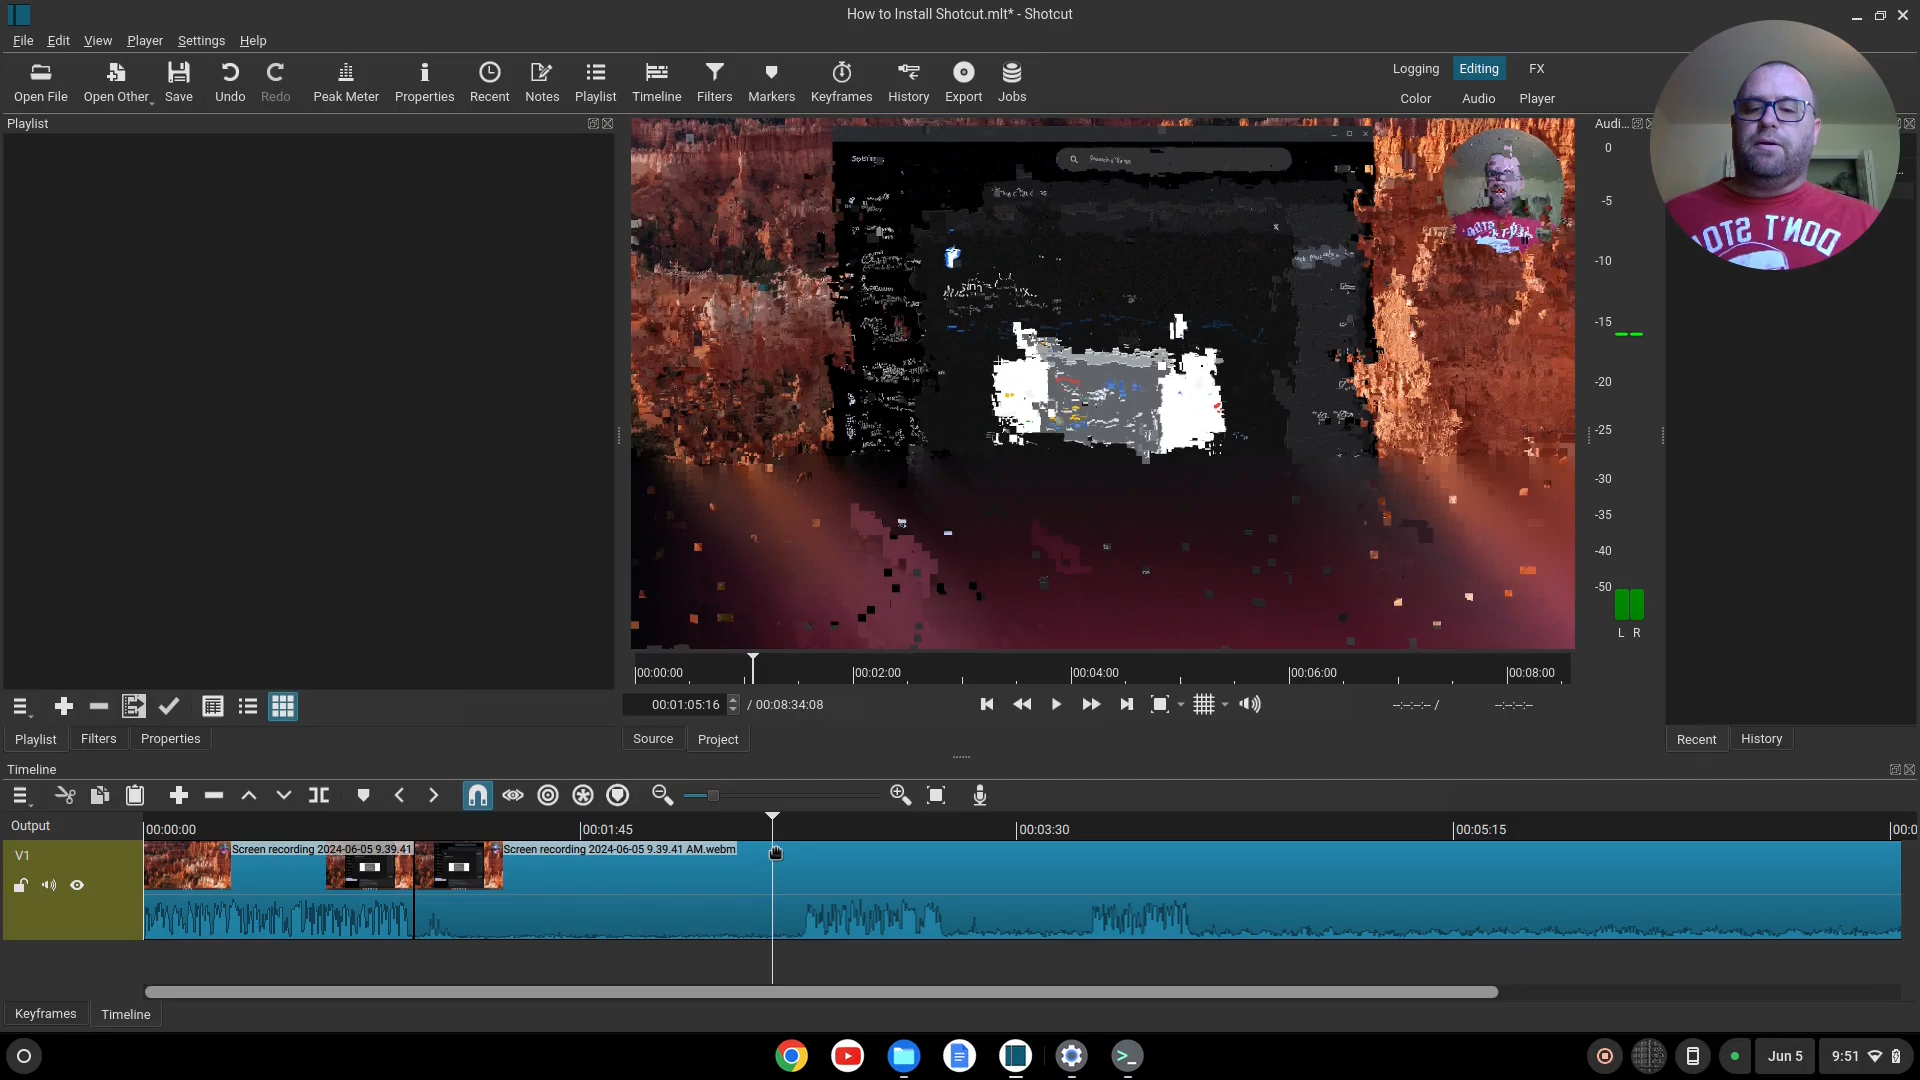 How to Install Shotcut.mlt* - Shotcut
File Edit View Player Settings Help
Open File Open Other Save Undo Redo Peak Meter Properties Recent Notes Playlist Timeline Filters Markers Keyframes History Export Jobs
Logging Editing FX
Color Audio Player
Playlist
Audi...
0
-5
-10
-15
-20
-25
-30
-35
-40
-50
L R
DON'T STO
00:00:00 00:02:00 00:04:00 00:06:00 00:08:00
00:01:05:16 / 00:08:34:08
--:--:--:-- / --:--:--:--
Playlist Filters Properties
Source Project
Recent History
Timeline
Output
00:00:00 00:01:45 00:03:30 00:05:15 00:0
V1
Screen recording 2024-06-05 9.39.41
Screen recording 2024-06-05 9.39.41 AM.webm
Keyframes Timeline
Jun 5
9:51